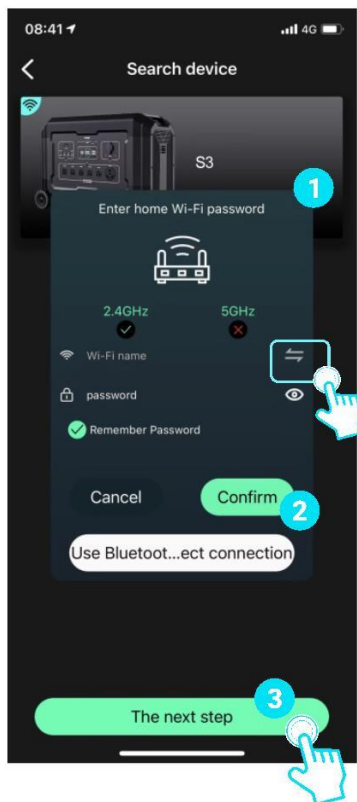 08:41 4G
Search device
S3
1
Enter home Wi-Fi password
2.4GHz 5GHz
Wi-Fi name
password
Remember Password
Cancel Confirm
2
Use Bluetoot...ect connection
3
The next step